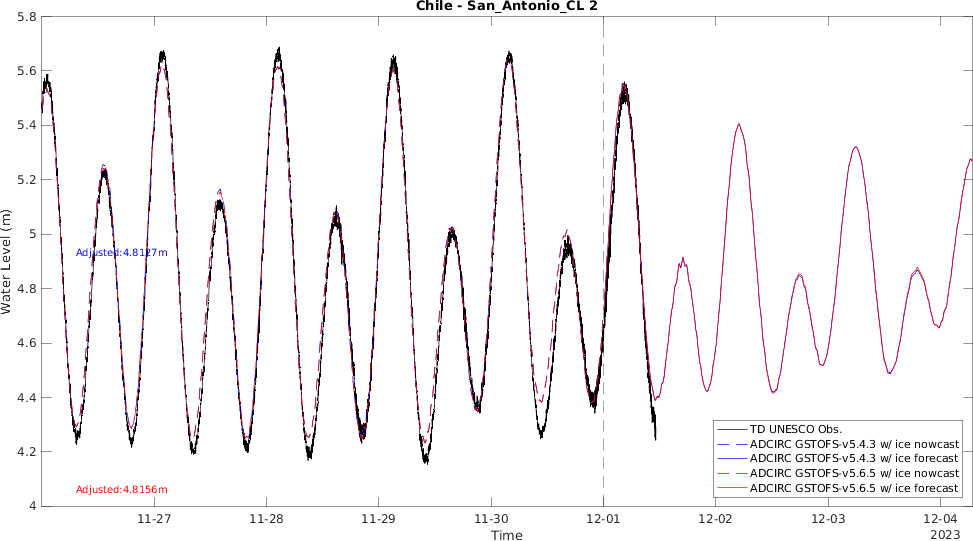 Chile - San_Antonio_CL 2
Water Level (m)
5.8
5.6
5.4
5.2
5
4.8
4.6
4.4
4.2
4
Adjusted:4.8127m
Adjusted:4.8156m
TD UNESCO Obs.
ADCIRC GSTOFS-v5.4.3 w/ ice nowcast
ADCIRC GSTOFS-v5.4.3 w/ ice forecast
ADCIRC GSTOFS-v5.6.5 w/ ice nowcast
ADCIRC GSTOFS-v5.6.5 w/ ice forecast
11-27 11-28 11-29 11-30 12-01 12-02 12-03 12-04
Time
2023